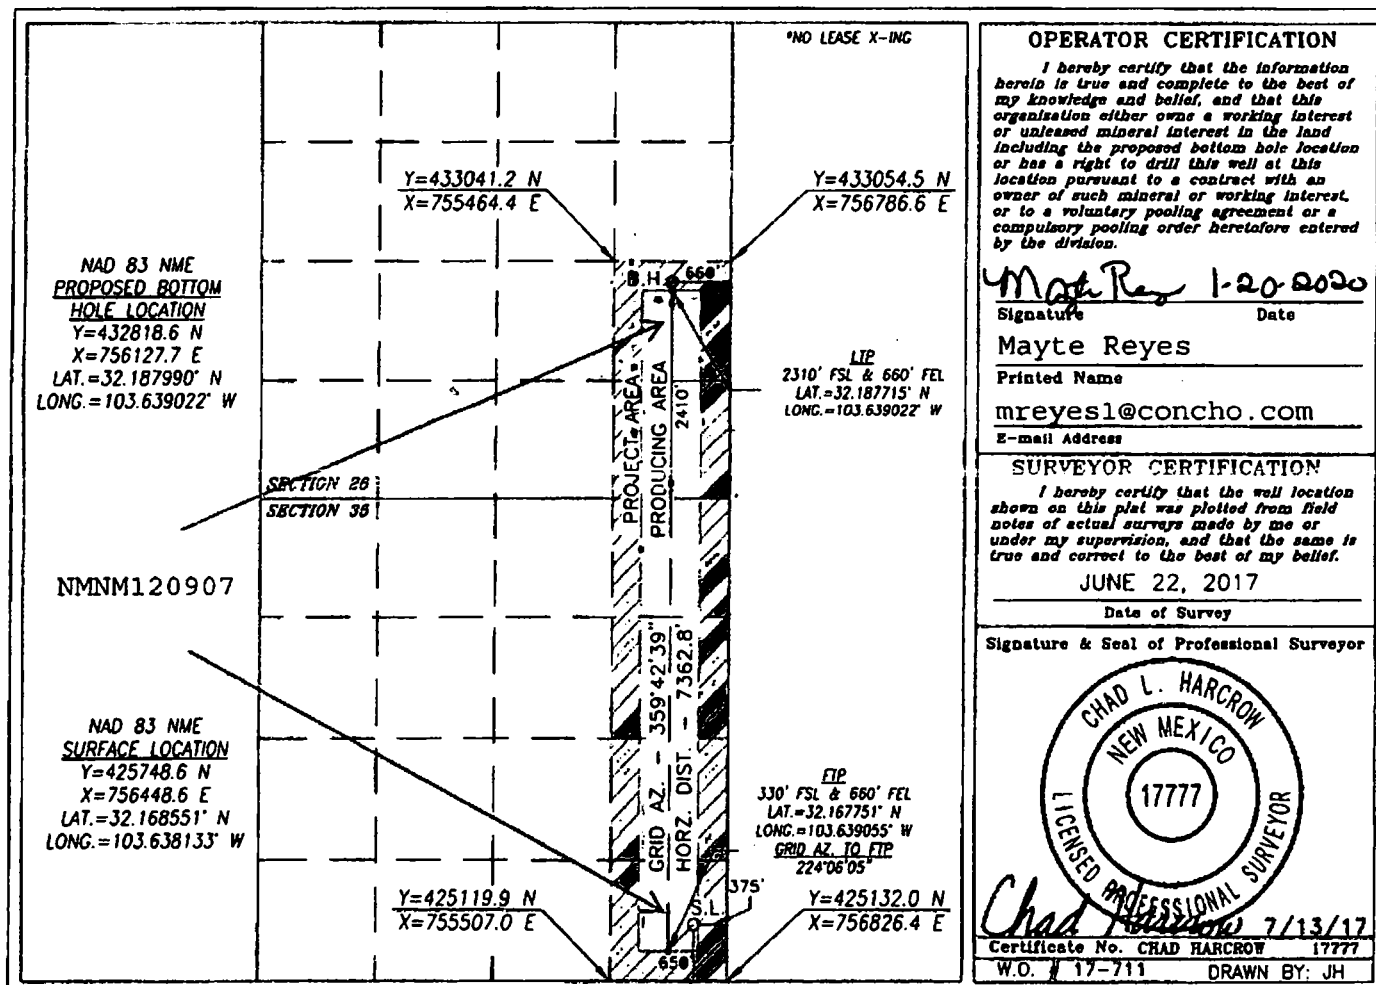 *NO LEASE X-ING
Y=433041.2 N
X=755464.4 E
Y=433054.5 N
X=756786.6 E
NAD 83 NME
PROPOSED BOTTOM
HOLE LOCATION
Y=432818.6 N
X=756127.7 E
LAT.=32.187990° N
LONG.=103.639022° W
B.H.
660'
LTP
2310' FSL & 660' FEL
LAT.=32.187715° N
LONG.=103.639022° W
PROJECT AREA
PRODUCING AREA
2410'
SECTION 26
SECTION 35
NMNM120907
GRID AZ. - 359°42'39"
HORZ. DIST - 7362.8'
NAD 83 NME
SURFACE LOCATION
Y=425748.6 N
X=756448.6 E
LAT.=32.168551° N
LONG.=103.638133° W
FTP
330' FSL & 660' FEL
LAT.=32.167751° N
LONG.=103.639055° W
GRID AZ. TO FTP
224°06'05"
375'
S.L.
650'
Y=425119.9 N
X=755507.0 E
Y=425132.0 N
X=756826.4 E
OPERATOR CERTIFICATION
I hereby certify that the information
herein is true and complete to the best of
my knowledge and belief, and that this
organization either owns a working interest
or unleased mineral interest in the land
including the proposed bottom hole location
or has a right to drill this well at this
location pursuant to a contract with an
owner of such mineral or working interest,
or to a voluntary pooling agreement or a
compulsory pooling order heretofore entered
by the division.
1-20-2020
Signature Date
Mayte Reyes
Printed Name
mreyes1@concho.com
E-mail Address
SURVEYOR CERTIFICATION
I hereby certify that the well location
shown on this plat was plotted from field
notes of actual surveys made by me or
under my supervision, and that the same is
true and correct to the best of my belief.
JUNE 22, 2017
Date of Survey
Signature & Seal of Professional Surveyor
CHAD L. HARCROW
NEW MEXICO
17777
LICENSED PROFESSIONAL SURVEYOR
Chad Harcrow 7/13/17
Certificate No. CHAD HARCROW 17777
W.O. # 17-711 DRAWN BY: JH